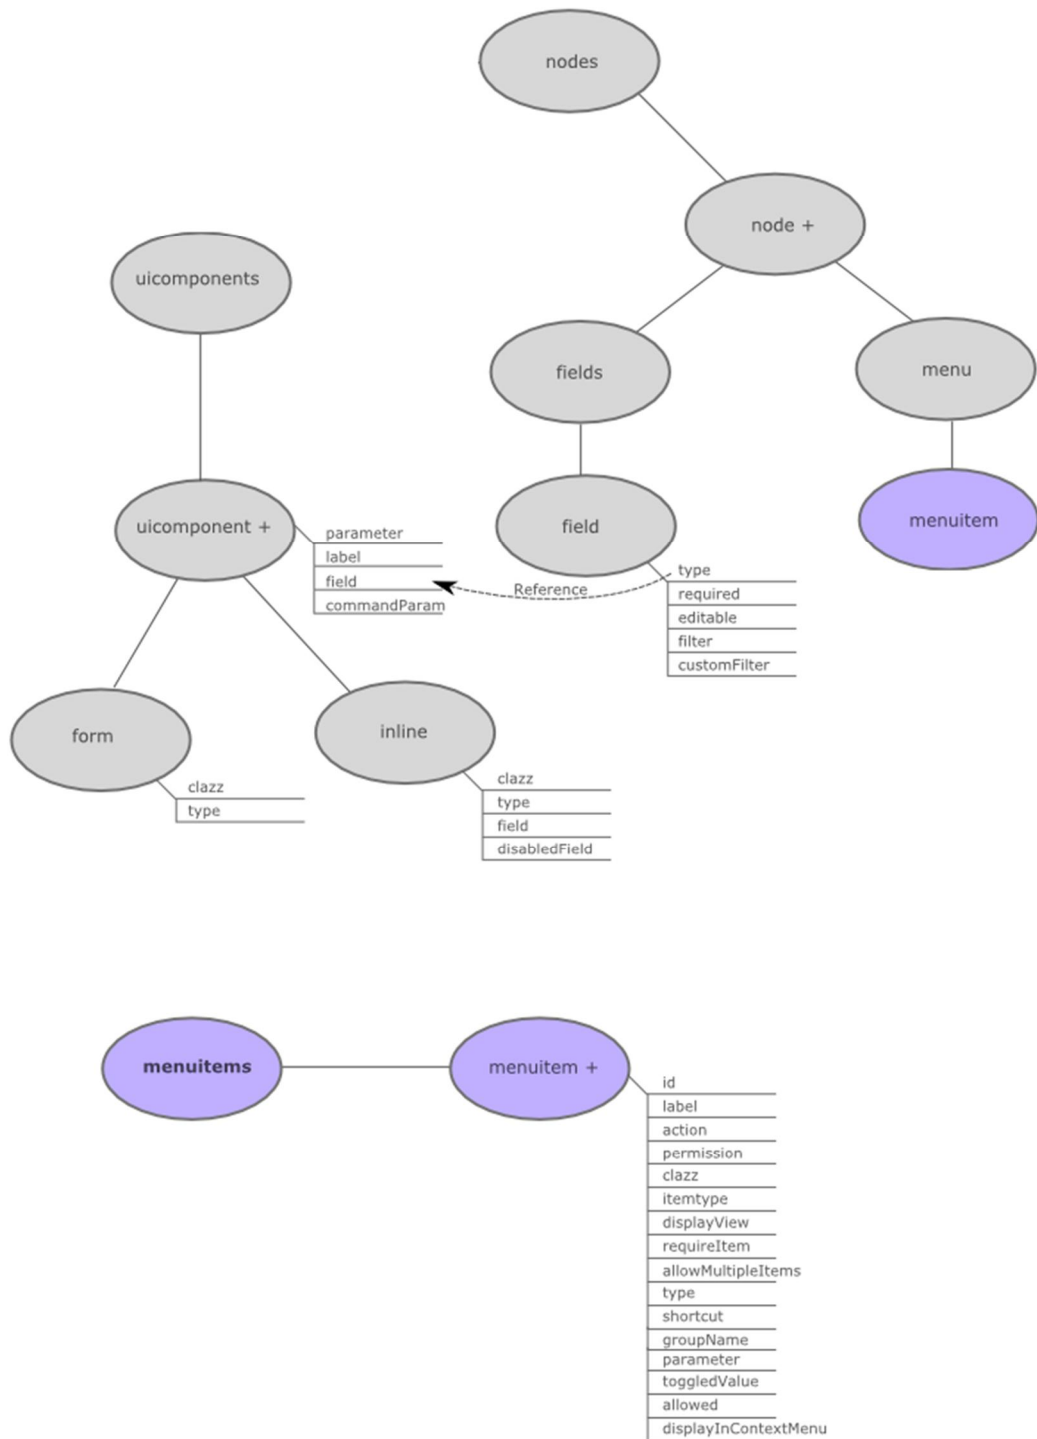 nodes
node +
uicomponents
fields
menu
uicomponent +
field
menuitem
parameter
label
field
commandParam
Reference
type
required
editable
filter
customFilter
form
inline
clazz
type
clazz
type
field
disabledField
menuitems
menuitem +
id
label
action
permission
clazz
itemtype
displayView
requireItem
allowMultipleItems
type
shortcut
groupName
parameter
toggledValue
allowed
displayInContextMenu